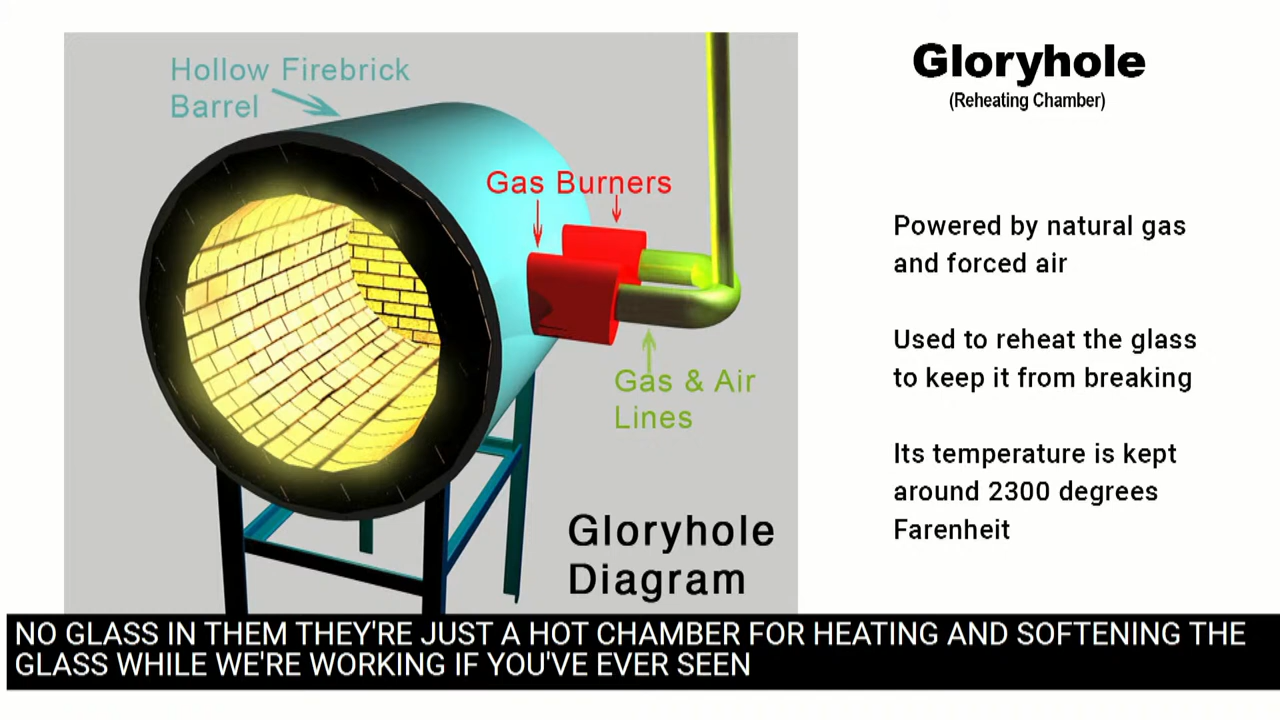 Hollow Firebrick
Barrel
Gas Burners
Gas & Air
Lines
Gloryhole
Diagram
Gloryhole
(Reheating Chamber)
Powered by natural gas
and forced air
Used to reheat the glass
to keep it from breaking
Its temperature is kept
around 2300 degrees
Farenheit
NO GLASS IN THEM THEY'RE JUST A HOT CHAMBER FOR HEATING AND SOFTENING THE
GLASS WHILE WE'RE WORKING IF YOU'VE EVER SEEN